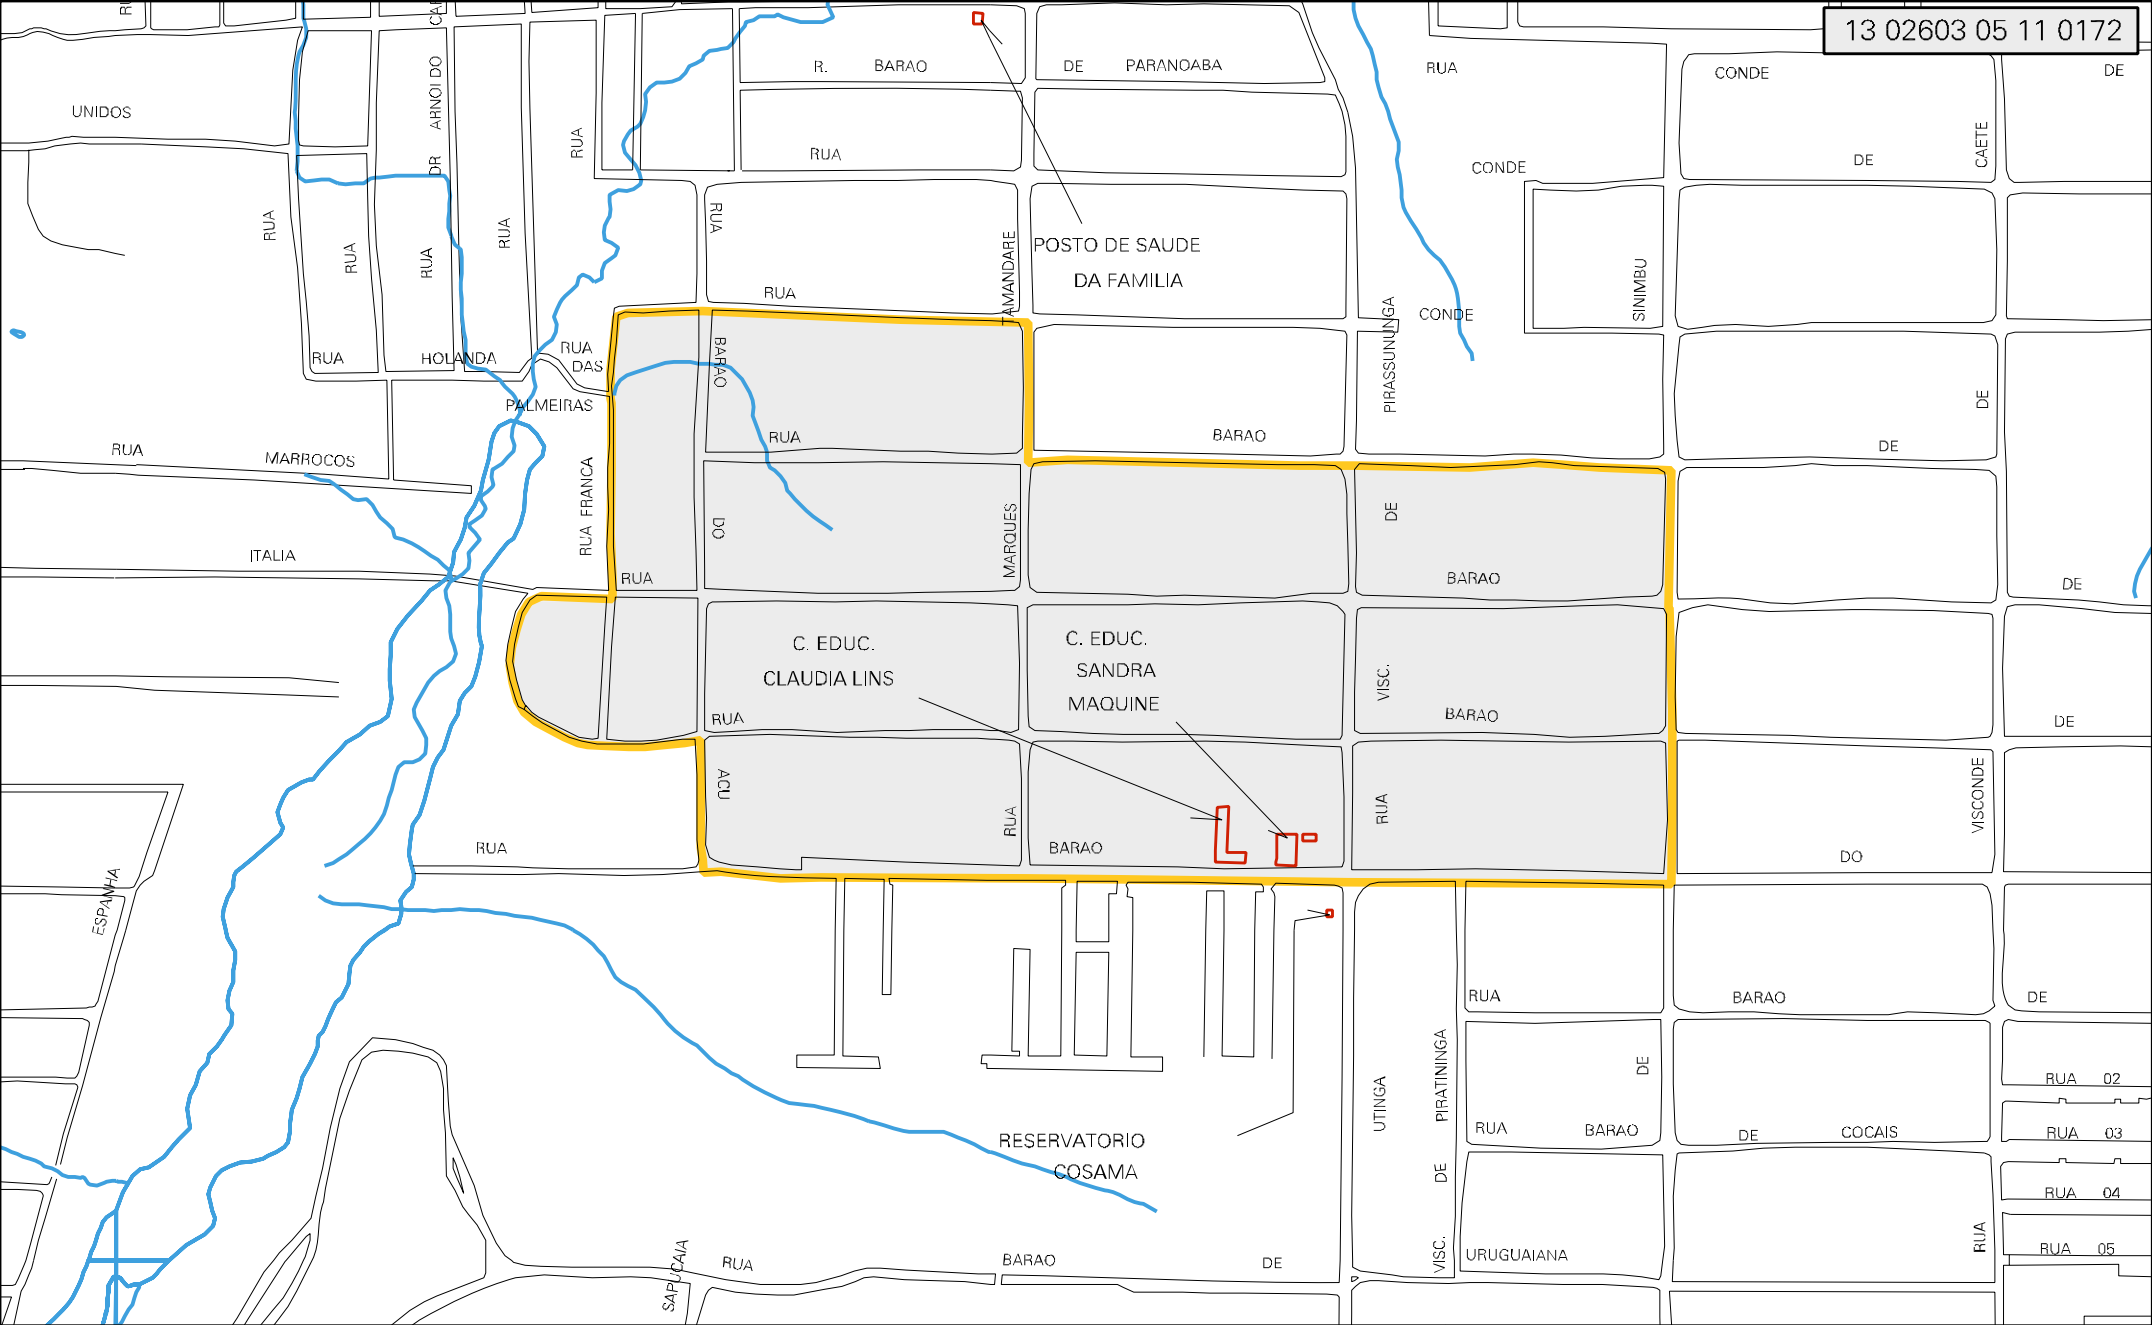 13 02603 05 11 0172
R. BARAO DE PARANOABA
RUA
CONDE
DE
UNIDOS
DR ARNOLDO
RUA
RUA
CONDE
DE
CAETE
RUA
RUA
RUA
RUA
RUA
TAMANDARE
POSTO DE SAUDE
DA FAMILIA
SINIMBU
RUA
CONDE
PIRASSUNUNGA
RUA
HOLANDA
RUA
DAS
PALMEIRAS
BARAO
DE
RUA
BARAO
DE
RUA
MARROCOS
RUA FRANCA
DO
MARQUES
DE
ITALIA
RUA
BARAO
DE
C. EDUC.
CLAUDIA LINS
C. EDUC.
SANDRA
MAQUINE
VISC.
RUA
BARAO
DE
ACU
RUA
RUA
VISCONDE
RUA
BARAO
DO
ESPANHA
RUA
BARAO
DE
UTINGA
PIRATININGA
DE
RUA 02
RUA
BARAO
DE
COCAIS
RUA 03
RESERVATORIO
COSAMA
DE
RUA 04
RUA
VISC.
URUGUAIANA
RUA 05
SAPUCAIA
RUA
BARAO
DE